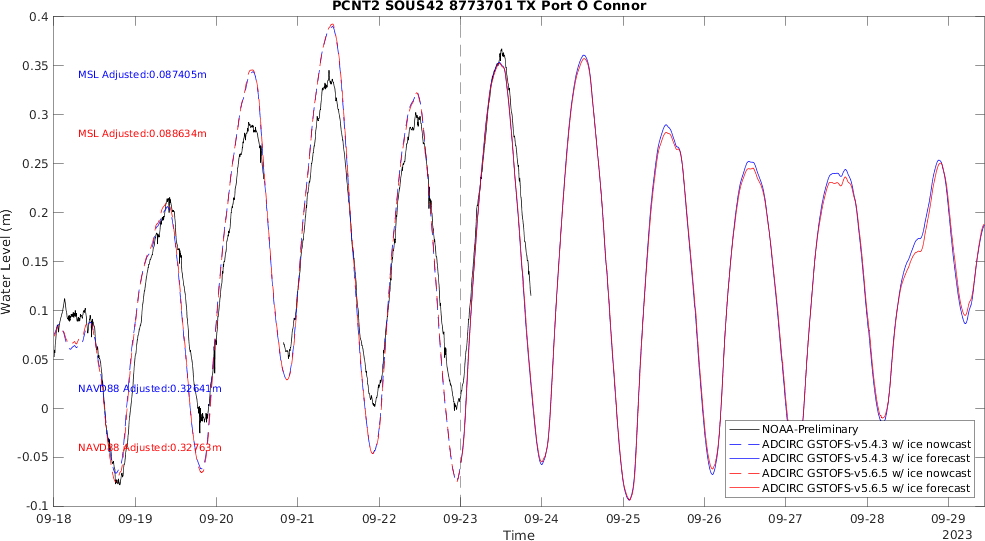 PCNT2 SOUS42 8773701 TX Port O Connor
0.4
0.35
0.3
0.25
0.2
0.15
0.1
0.05
0
-0.05
-0.1
Water Level (m)
MSL Adjusted:0.087405m
MSL Adjusted:0.088634m
NAVD88 Adjusted:0.32641m
NAVD88 Adjusted:0.32763m
NOAA-Preliminary
ADCIRC GSTOFS-v5.4.3 w/ ice nowcast
ADCIRC GSTOFS-v5.4.3 w/ ice forecast
ADCIRC GSTOFS-v5.6.5 w/ ice nowcast
ADCIRC GSTOFS-v5.6.5 w/ ice forecast
09-18 09-19 09-20 09-21 09-22 09-23 09-24 09-25 09-26 09-27 09-28 09-29
Time
2023